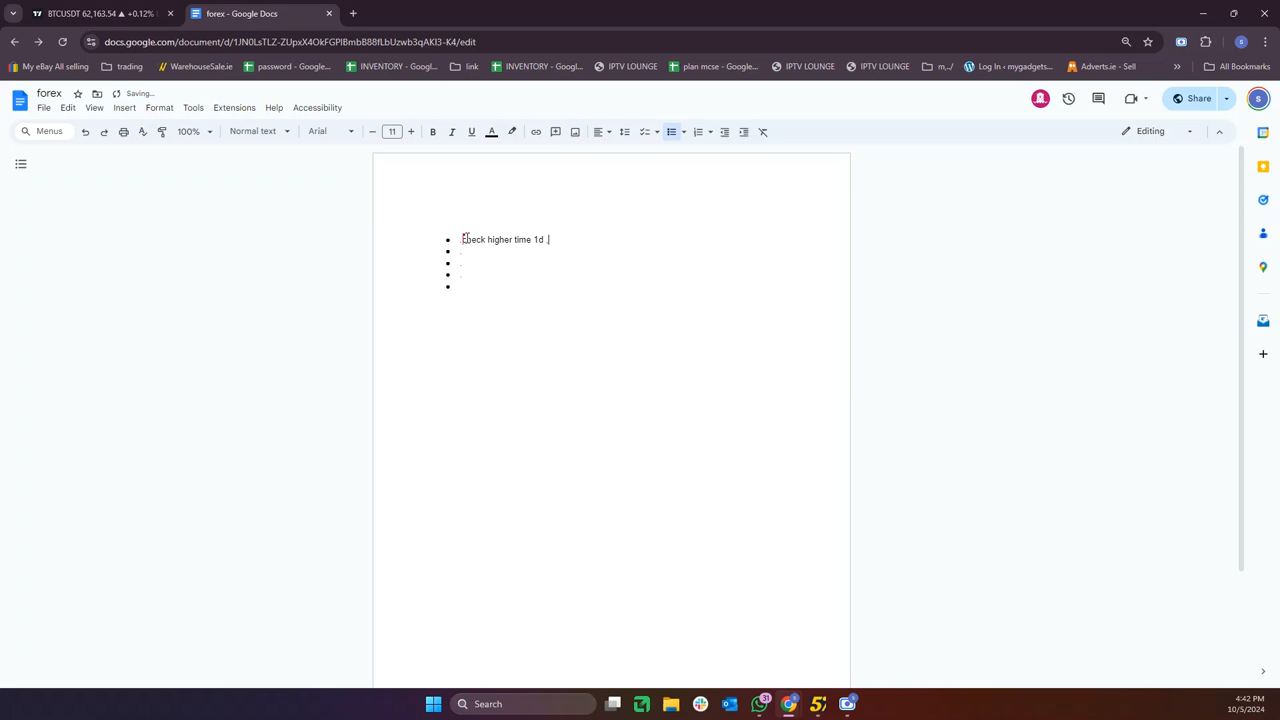 BTCUSDT 62,163.54 ▲ +0.12%
forex - Google Docs
docs.google.com/document/d/1JN0LsTLZ-ZUpxX4OkFGPIBmbB88fLbUzwb3qAKI3-K4/edit
My eBay All selling
trading
WarehouseSale.ie
password - Google...
INVENTORY - Googl...
link
INVENTORY - Googl...
IPTV LOUNGE
plan mcse - Google...
IPTV LOUNGE
IPTV LOUNGE
m,../
Log In ‹ mygadgets...
Adverts.ie - Sell
All Bookmarks
forex
Saving...
File Edit View Insert Format Tools Extensions Help Accessibility
Share
S
Menus
100%
Normal text
Arial
11
Editing
check higher time 1d .
Search
31
4:42 PM
10/5/2024